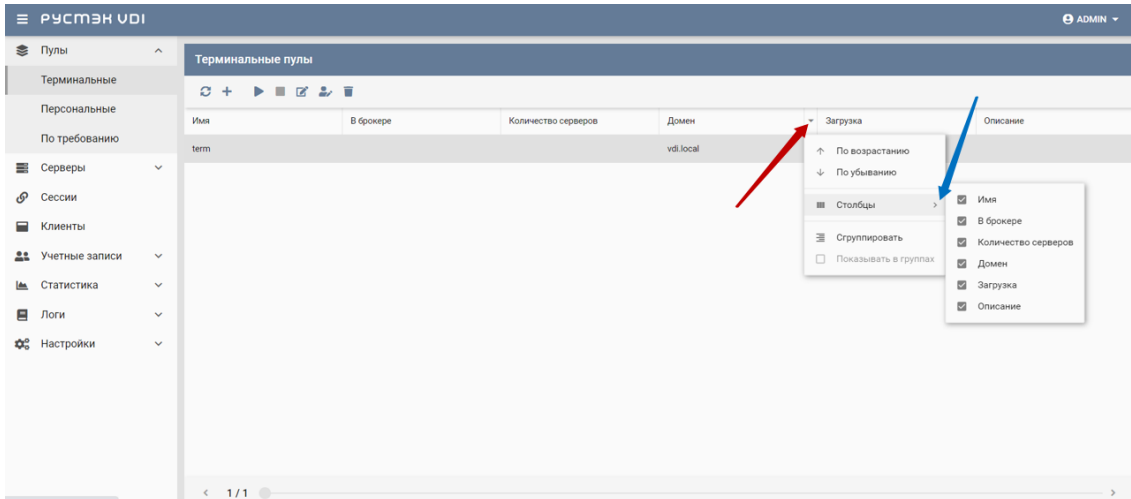 РУСТЭК VDI
ADMIN
Пулы
Терминальные
Персональные
По требованию
Серверы
Сессии
Клиенты
Учетные записи
Статистика
Логи
Настройки
Терминальные пулы
Имя В брокере Количество серверов Домен Загрузка Описание
term vdi.local
По возрастанию
По убыванию
Столбцы
Сгруппировать
Показывать в группах
Имя
В брокере
Количество серверов
Домен
Загрузка
Описание
1 / 1